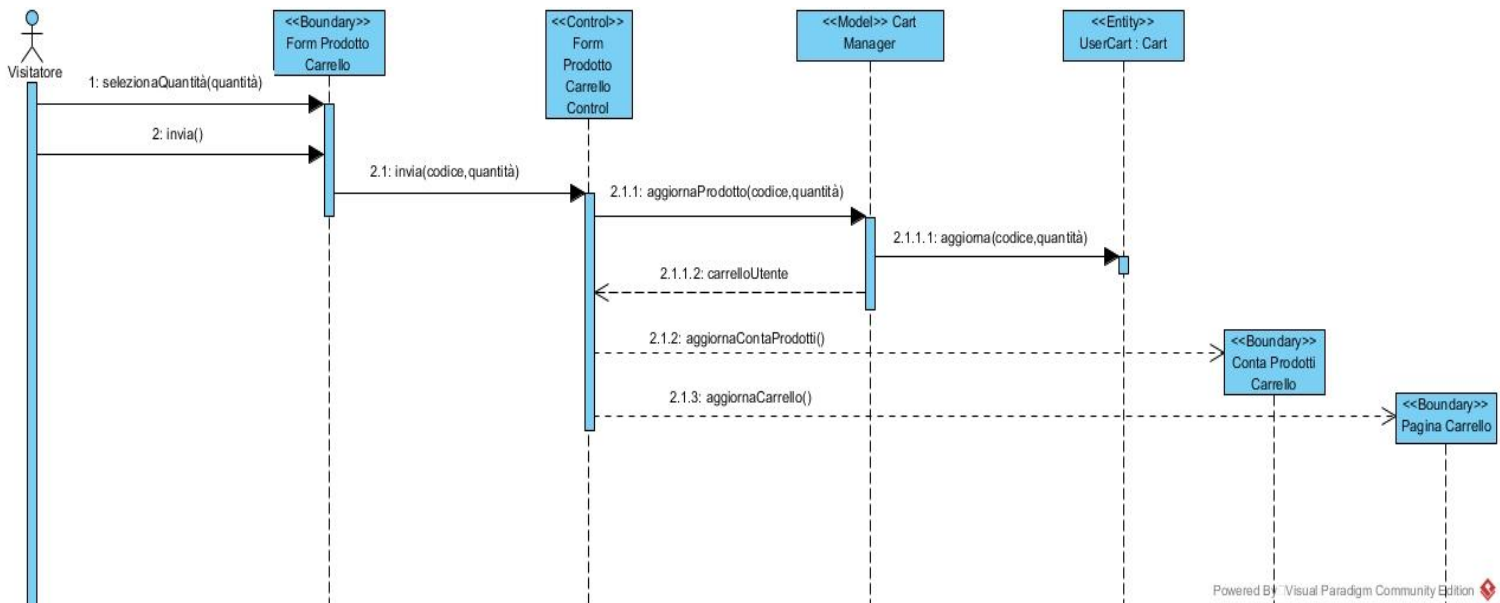 Visitatore
<<Boundary>>
Form Prodotto
Carrello
<<Control>>
Form
Prodotto
Carrello
Control
<<Model>> Cart
Manager
<<Entity>>
UserCart : Cart
1: selezionaQuantità(quantità)
2: invia()
2.1: invia(codice,quantità)
2.1.1: aggiornaProdotto(codice,quantità)
2.1.1.1: aggiorna(codice,quantità)
2.1.1.2: carrelloUtente
2.1.2: aggiornaContaProdotti()
<<Boundary>>
Conta Prodotti
Carrello
2.1.3: aggiornaCarrello()
<<Boundary>>
Pagina Carrello
Powered By Visual Paradigm Community Edition